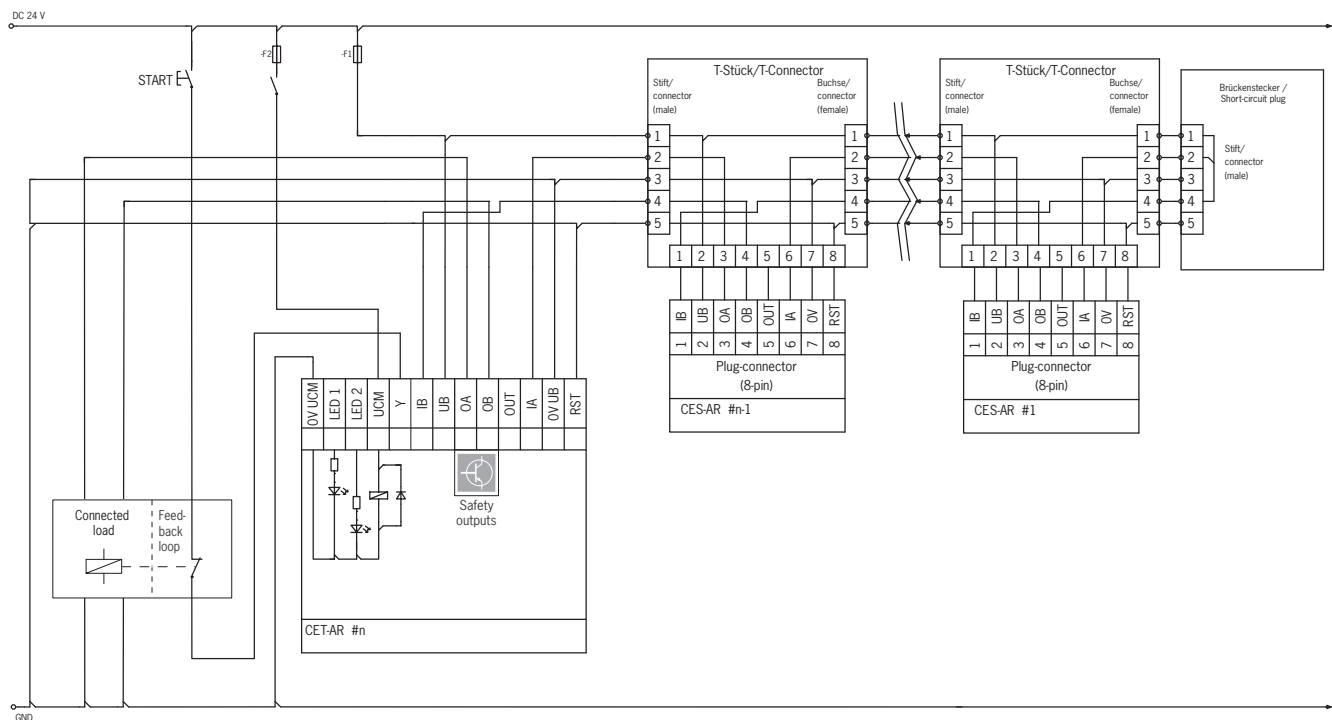 DC 24 V
START
-F2
-F1
T-Stück/T-Connector
Stift/
connector
(male)
Buchse/
connector
(female)
1 1
2 2
3 3
4 4
5 5
1 2 3 4 5 6 7 8
IB UB OA OB OUT IA 0V RST
1 2 3 4 5 6 7 8
Plug-connector
(8-pin)
CES-AR #n-1
T-Stück/T-Connector
Stift/
connector
(male)
Buchse/
connector
(female)
1 1
2 2
3 3
4 4
5 5
1 2 3 4 5 6 7 8
IB UB OA OB OUT IA 0V RST
1 2 3 4 5 6 7 8
Plug-connector
(8-pin)
CES-AR #1
Brückenstecker /
Short-circuit plug
1
2
3
4
5
Stift/
connector
(male)
0V UCM LED 1 LED 2 UCM Y IB UB OA OB OUT IA 0V UB RST
Safety
outputs
CET-AR #n
Connected
load
Feed-
back
loop
GND